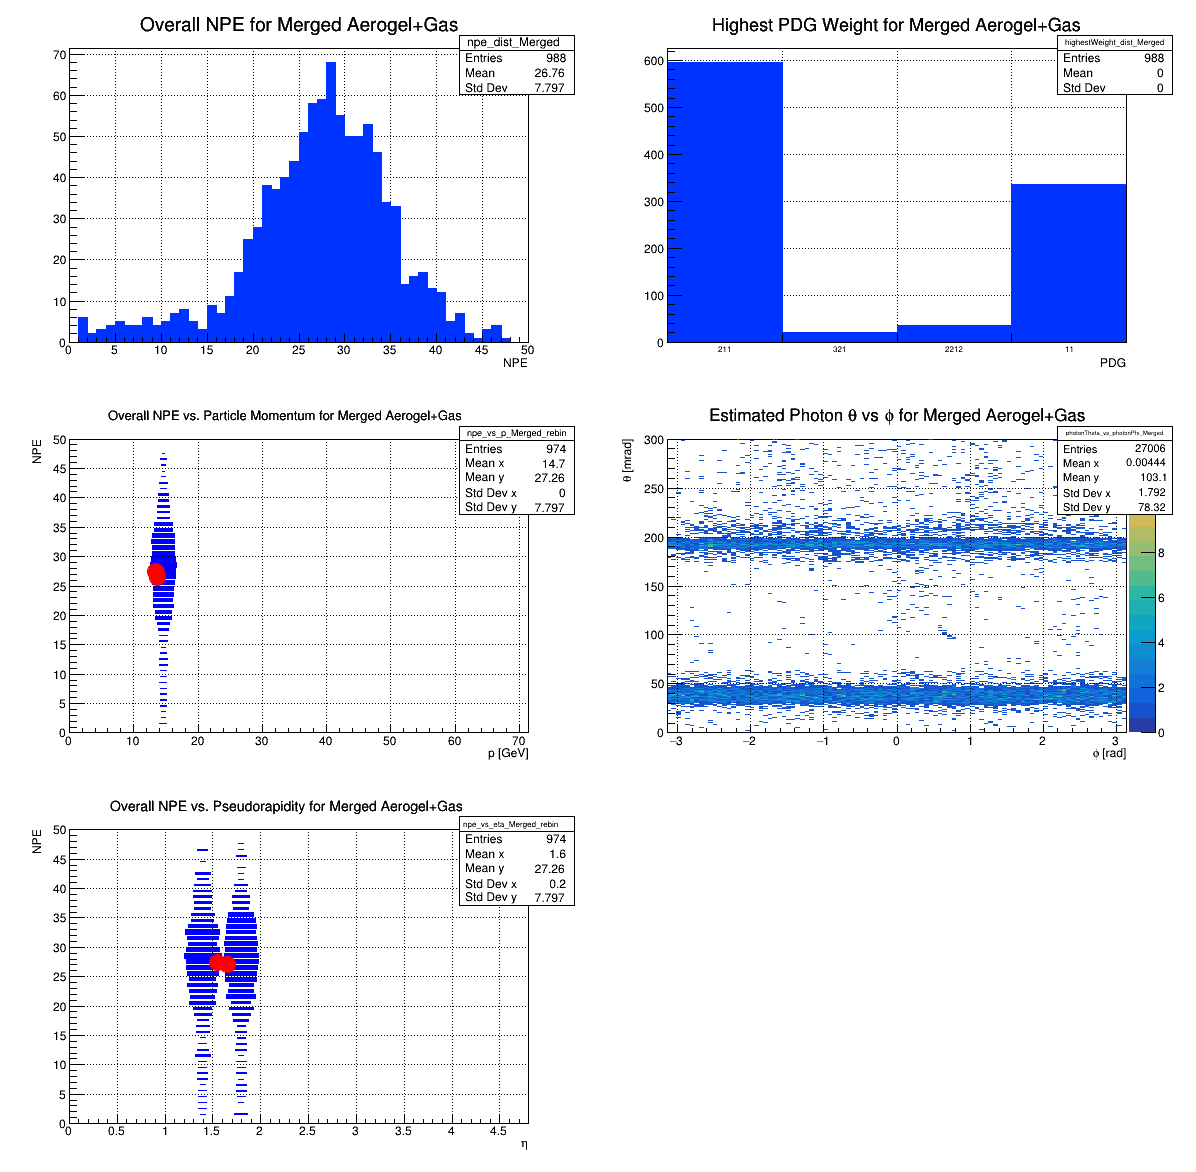 Overall NPE for Merged Aerogel+Gas
npe_dist_Merged
Entries 988
Mean 26.76
Std Dev 7.797
70
60
50
40
30
20
10
0
0 5 10 15 20 25 30 35 40 45 50
NPE
Highest PDG Weight for Merged Aerogel+Gas
highestWeight_dist_Merged
Entries 988
Mean 0
Std Dev 0
600
500
400
300
200
100
0
211 321 2212 11
PDG
Overall NPE vs. Particle Momentum for Merged Aerogel+Gas
npe_vs_p_Merged_rebin
Entries 974
Mean x 14.7
Mean y 27.26
Std Dev x 0
Std Dev y 7.797
NPE
50
45
40
35
30
25
20
15
10
5
0
0 10 20 30 40 50 60 70
p [GeV]
Estimated Photon θ vs ϕ for Merged Aerogel+Gas
photonTheta_vs_photonPhi_Merged
Entries 27006
Mean x 0.00444
Mean y 103.1
Std Dev x 1.792
Std Dev y 78.32
θ [mrad]
300
250
200
150
100
50
0
−3 −2 −1 0 1 2 3
ϕ [rad]
8
6
4
2
0
Overall NPE vs. Pseudorapidity for Merged Aerogel+Gas
npe_vs_eta_Merged_rebin
Entries 974
Mean x 1.6
Mean y 27.26
Std Dev x 0.2
Std Dev y 7.797
NPE
50
45
40
35
30
25
20
15
10
5
0
0 0.5 1 1.5 2 2.5 3 3.5 4 4.5
η